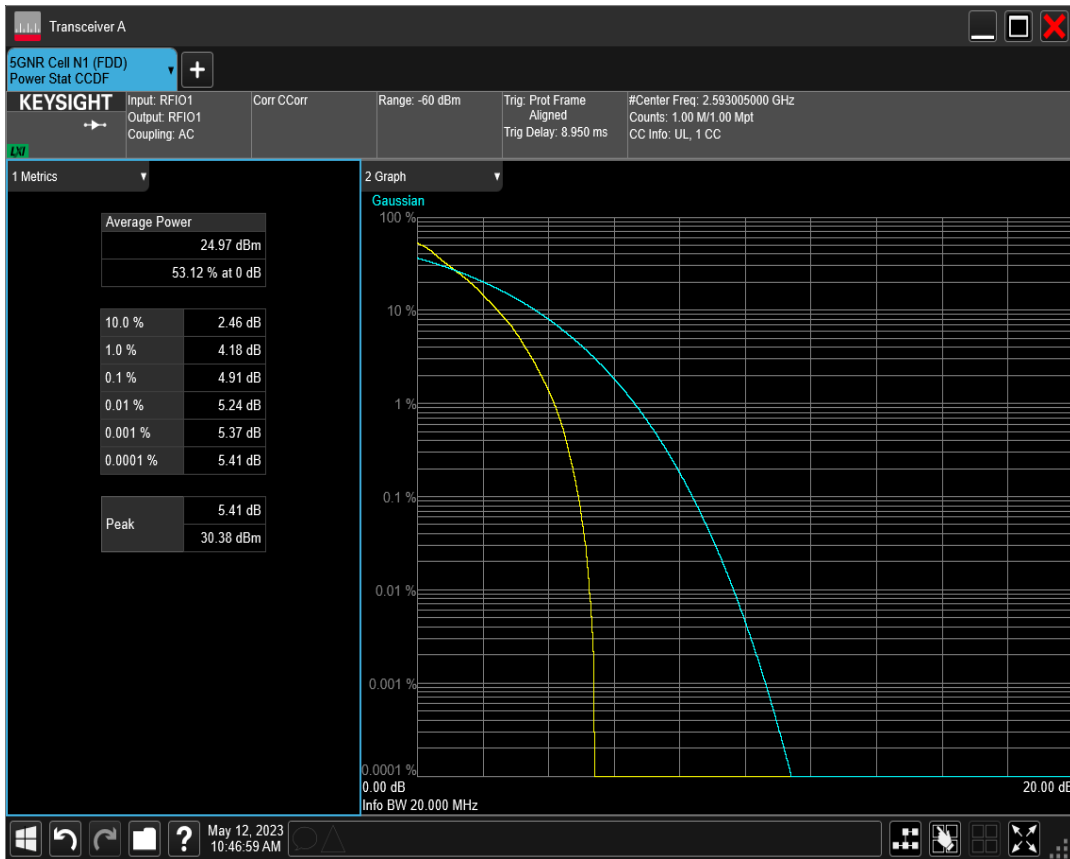 Transceiver A
5GNR Cell N1 (FDD)
Power Stat CCDF
+
KEYSIGHT
LXI
Input: RFIO1
Output: RFIO1
Coupling: AC
Corr CCorr
Range: -60 dBm
Trig: Prot Frame
Aligned
Trig Delay: 8.950 ms
#Center Freq: 2.593005000 GHz
Counts: 1.00 M/1.00 Mpt
CC Info: UL, 1 CC
1 Metrics
Average Power
24.97 dBm
53.12 % at 0 dB
10.0 % 2.46 dB
1.0 % 4.18 dB
0.1 % 4.91 dB
0.01 % 5.24 dB
0.001 % 5.37 dB
0.0001 % 5.41 dB
Peak
5.41 dB
30.38 dBm
2 Graph
Gaussian
100 %
10 %
1 %
0.1 %
0.01 %
0.001 %
0.0001 %
0.00 dB 20.00 dB
Info BW 20.000 MHz
?
May 12, 2023
10:46:59 AM